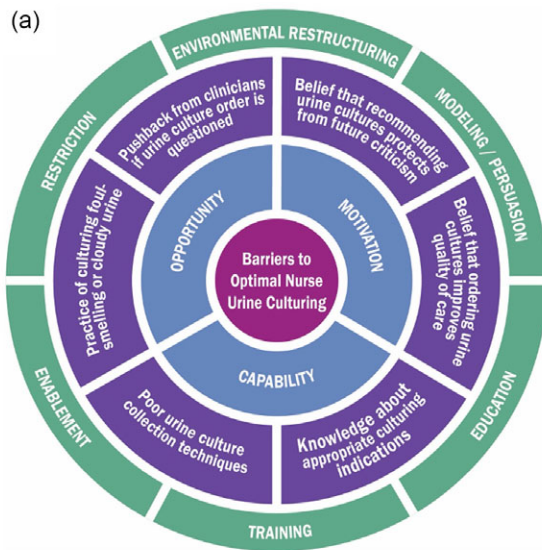 (a)
ENVIRONMENTAL RESTRUCTURING
MODELING / PERSUASION
EDUCATION
TRAINING
ENABLEMENT
RESTRICTION
Pushback from clinicians
if urine culture order is
questioned
Belief that recommending
urine cultures protects
from future criticism
Belief that ordering urine
cultures improves
quality of care
Knowledge about
appropriate culturing
indications
Poor urine culture
collection techniques
Practice of culturing foul-
smelling or cloudy urine
OPPORTUNITY
MOTIVATION
CAPABILITY
Barriers to
Optimal Nurse
Urine Culturing